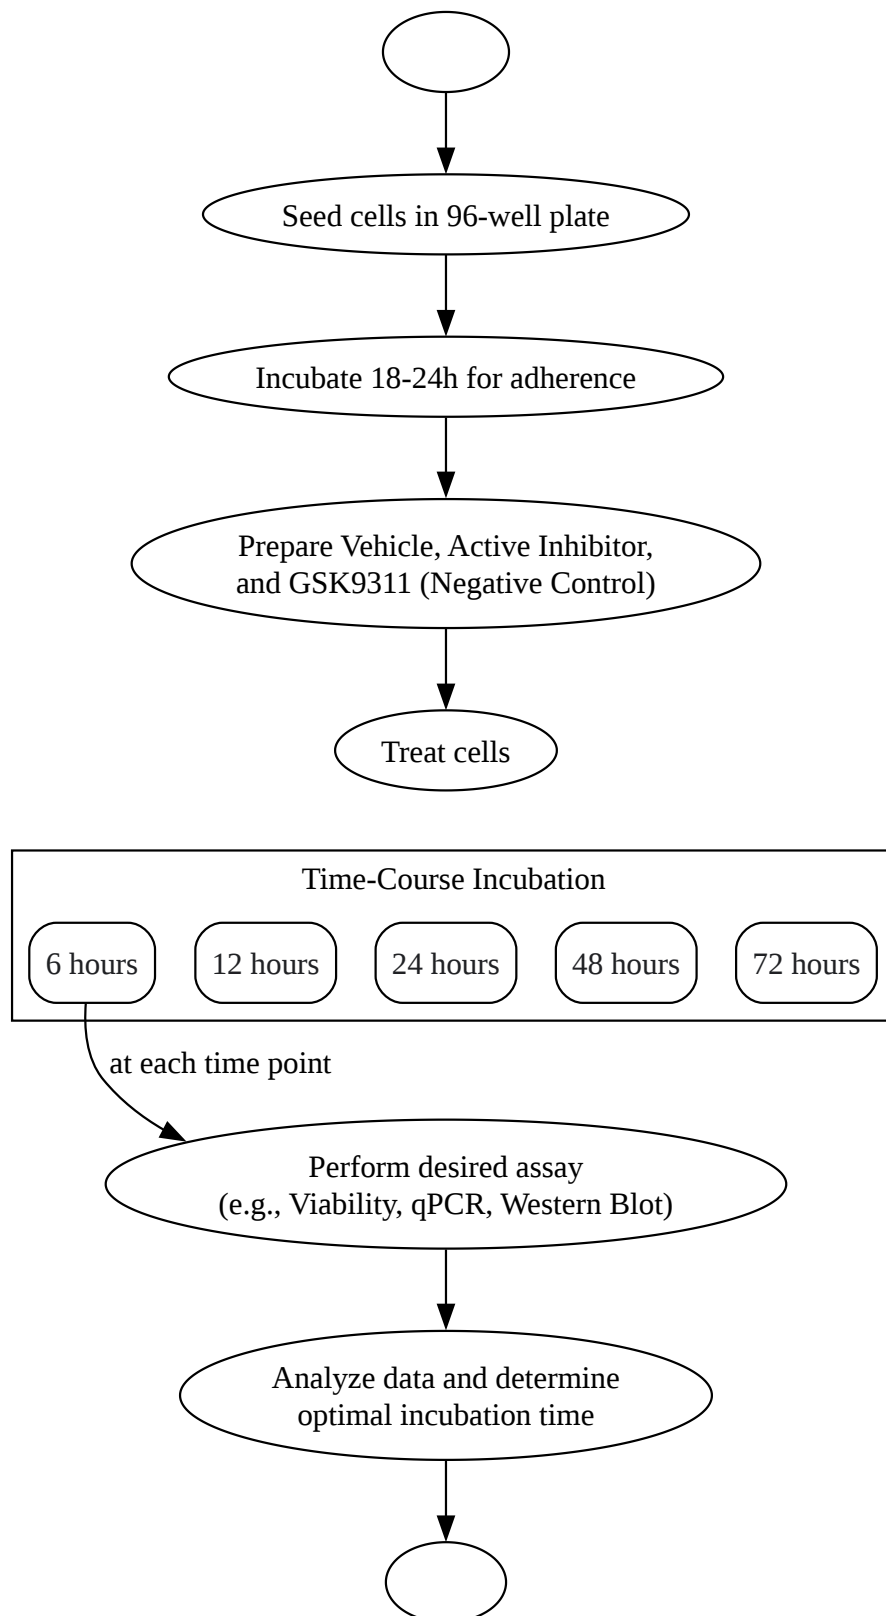 Seed cells in 96-well plate
Incubate 18-24h for adherence
Prepare Vehicle, Active Inhibitor,
and GSK9311 (Negative Control)
Treat cells
Time-Course Incubation
6 hours
12 hours
24 hours
48 hours
72 hours
at each time point
Perform desired assay
(e.g., Viability, qPCR, Western Blot)
Analyze data and determine
optimal incubation time